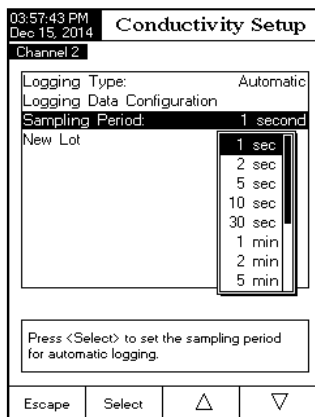 03:57:43 PM
Dec 15, 2014
Conductivity Setup
Channel 2
Logging Type: Automatic
Logging Data Configuration
Sampling Period: 1 second
New Lot
1 sec
2 sec
5 sec
10 sec
30 sec
1 min
2 min
5 min
Press <Select> to set the sampling period
for automatic logging.
Escape Select △ ▽